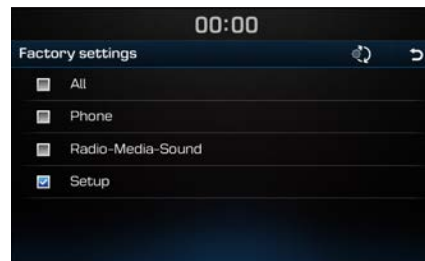 00:00
Factory settings
All
Phone
Radio-Media-Sound
Setup